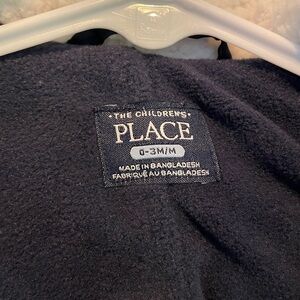 • THE CHILDREN'S •
PLACE
0-3M/M
MADE IN BANGLADESH
FABRIQUÉ AU BANGLADESH